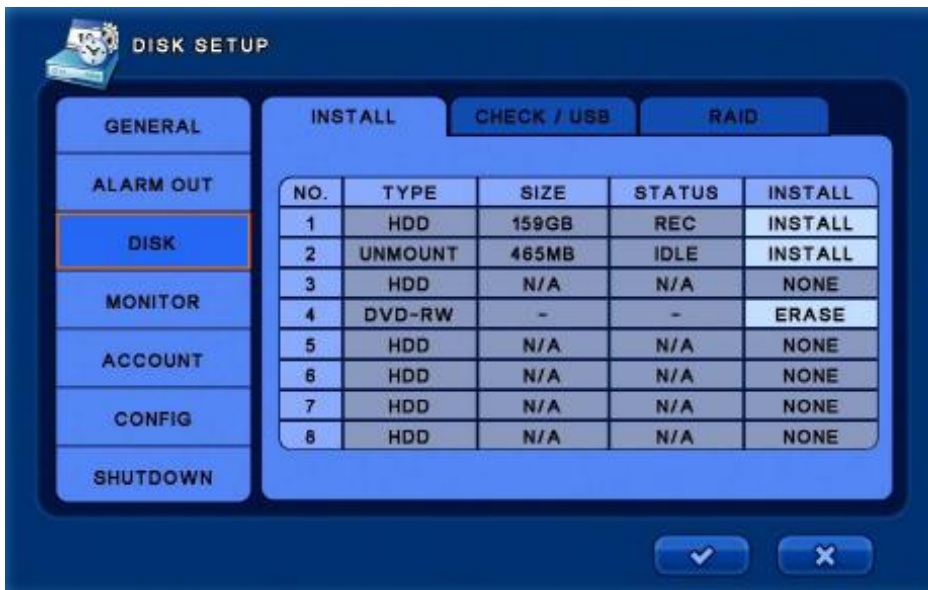 DISK SETUP
GENERAL
ALARM OUT
DISK
MONITOR
ACCOUNT
CONFIG
SHUTDOWN
INSTALL CHECK / USB RAID
NO. TYPE SIZE STATUS INSTALL
1 HDD 159GB REC INSTALL
2 UNMOUNT 465MB IDLE INSTALL
3 HDD N/A N/A NONE
4 DVD-RW - - ERASE
5 HDD N/A N/A NONE
6 HDD N/A N/A NONE
7 HDD N/A N/A NONE
8 HDD N/A N/A NONE